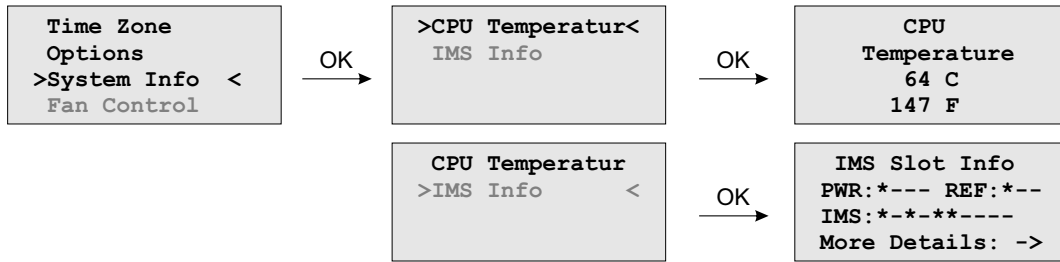 Time Zone
Options
>System Info <
Fan Control
OK
>CPU Temperatur<
IMS Info
OK
CPU
Temperature
64 C
147 F
CPU Temperatur
>IMS Info <
OK
IMS Slot Info
PWR:*--- REF:*--
IMS:*-*-**----
More Details: ->